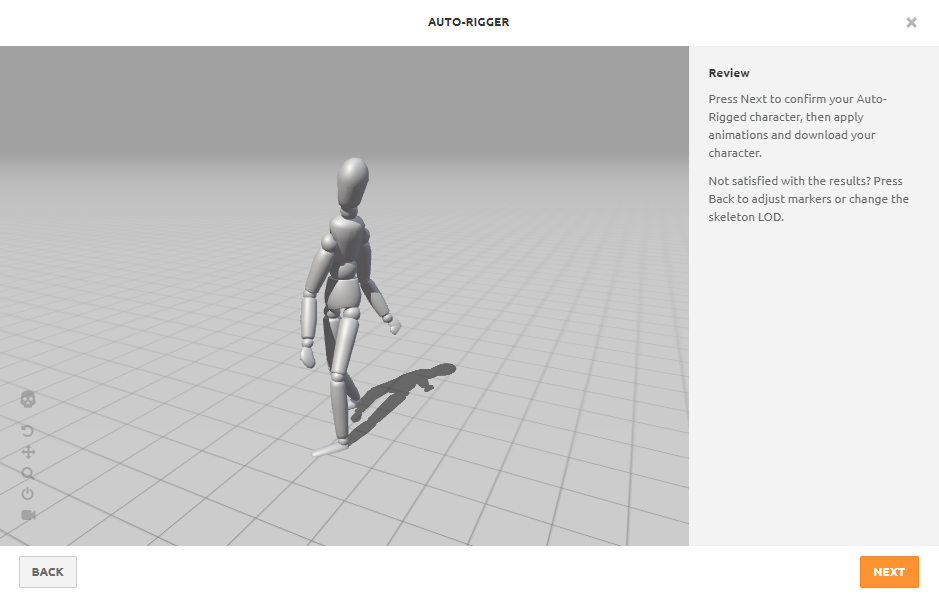 AUTO-RIGGER
Review
Press Next to confirm your Auto-
Rigged character, then apply
animations and download your
character.
Not satisfied with the results? Press
Back to adjust markers or change the
skeleton LOD.
BACK
NEXT